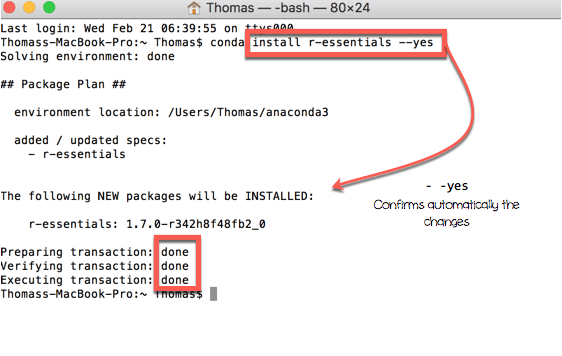 Thomas — -bash — 80×24
Last login: Wed Feb 21 06:39:55 on ttys000
Thomass-MacBook-Pro:~ Thomas$ conda install r-essentials --yes
Solving environment: done
## Package Plan ##
environment location: /Users/Thomas/anaconda3
added / updated specs:
- r-essentials
The following NEW packages will be INSTALLED:
r-essentials: 1.7.0-r342h8f48fb2_0
- -yes
Confirms automatically the
changes
Preparing transaction: done
Verifying transaction: done
Executing transaction: done
Thomass-MacBook-Pro:~ Thomas$